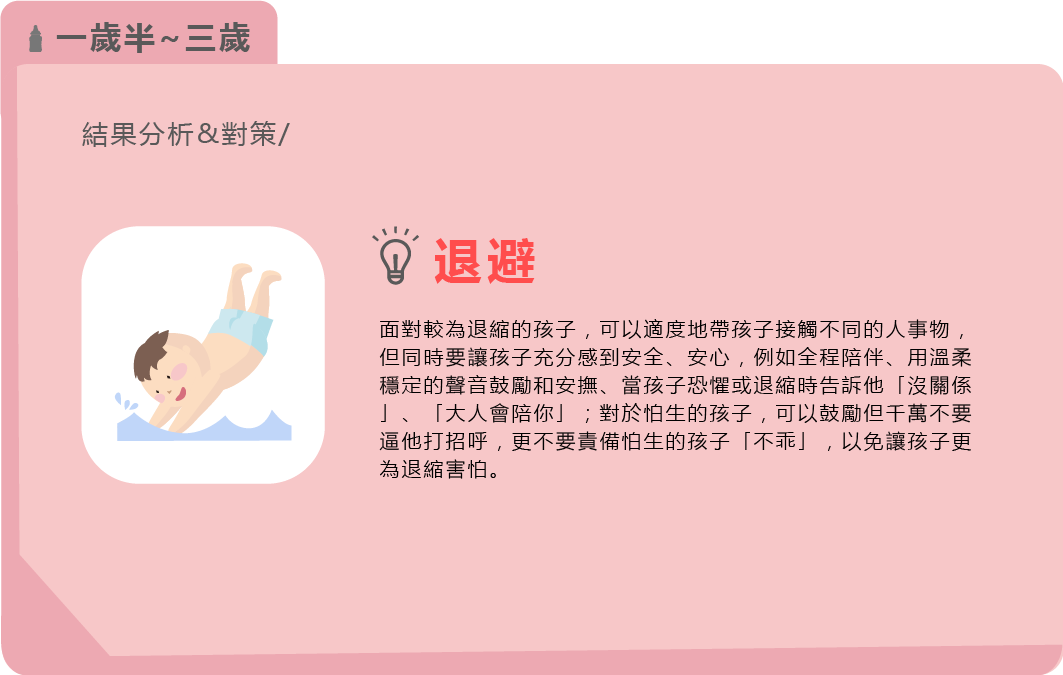 一歲半~三歲
結果分析&對策/
退避
面對較為退縮的孩子，可以適度地帶孩子接觸不同的人事物，
但同時要讓孩子充分感到安全、安心，例如全程陪伴、用溫柔
穩定的聲音鼓勵和安撫、當孩子恐懼或退縮時告訴他「沒關係
」、「大人會陪你」；對於怕生的孩子，可以鼓勵但千萬不要
逼他打招呼，更不要責備怕生的孩子「不乖」，以免讓孩子更
為退縮害怕。